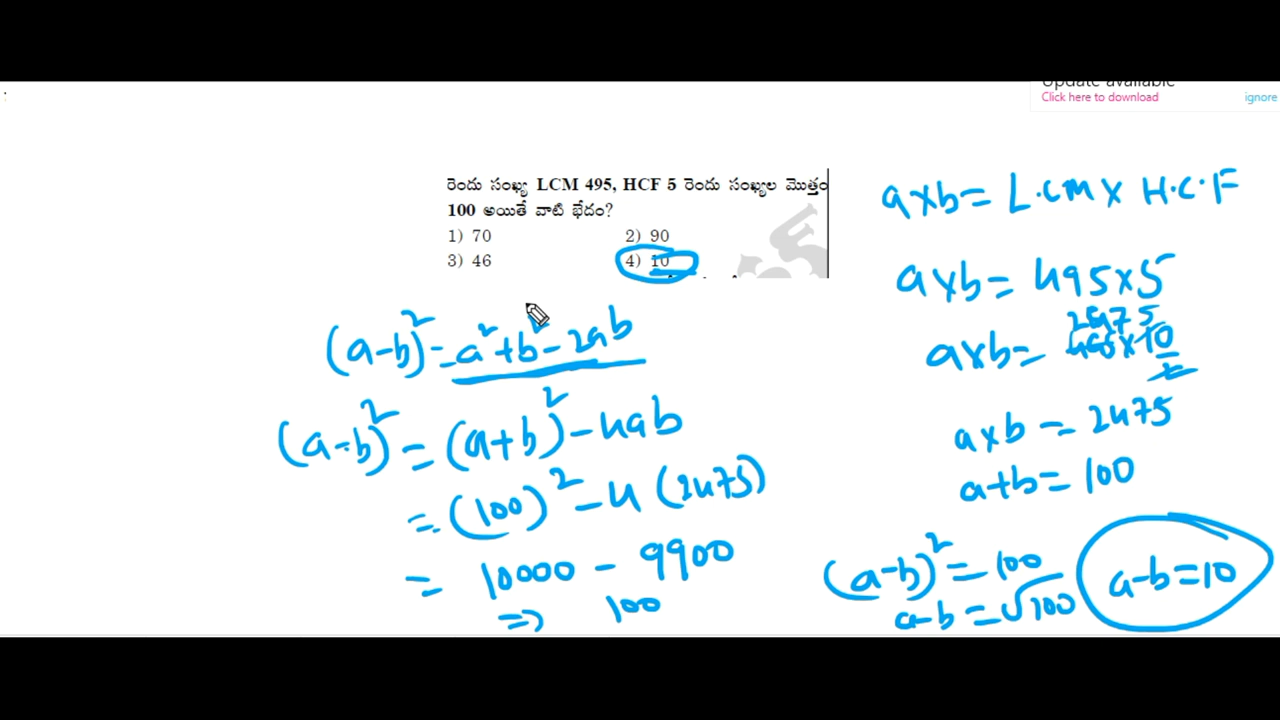 Update available
Click here to download ignore
రెండు సంఖ్య LCM 495, HCF 5 రెండు సంఖ్యల మొత్తం
100 అయితే వాటి భేదం?
1) 70 2) 90
3) 46 4) 10
a×b = L.CM × H.C.F
a×b = 495×5
a×b =
a×b = 2475
a+b = 100
(a-b)² = a²+b²-2ab
(a-b)² = (a+b)²-4ab
= (100)² - 4 (2475)
= 10000 - 9900
=> 100
(a-b)² = 100
a-b = √100
a-b = 10